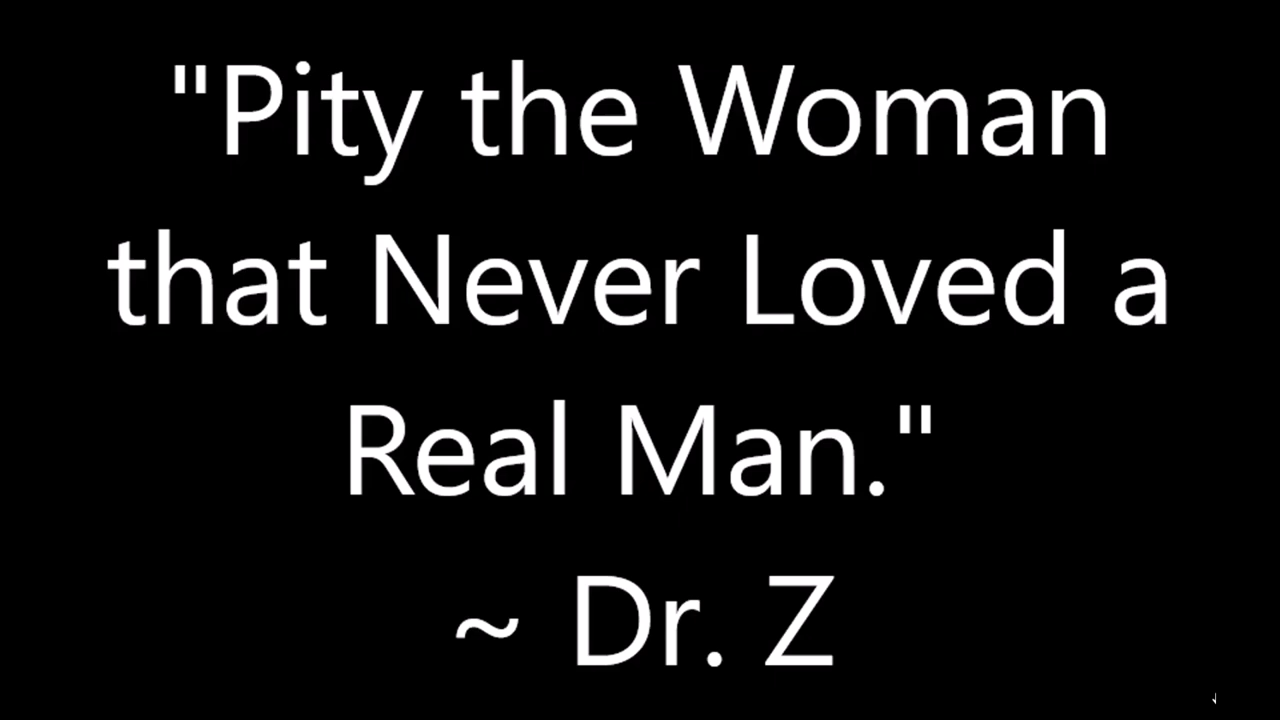 "Pity the Woman
that Never Loved a
Real Man."
~ Dr. Z